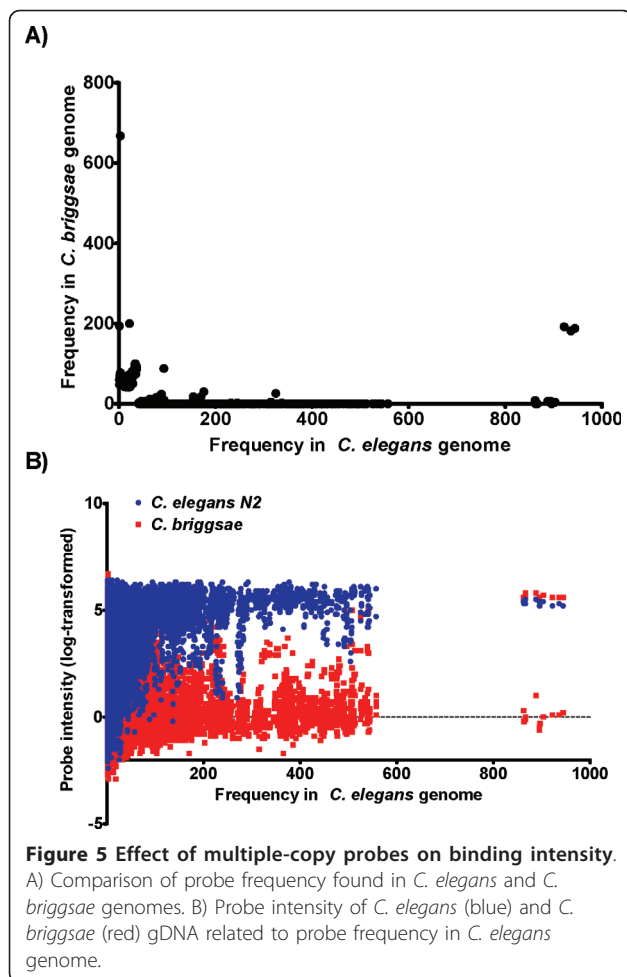 A)
800
600
400
200
0
0 200 400 600 800 1000
Frequency in C. briggsae genome
Frequency in C. elegans genome
B)
10
5
0
-5
C. elegans N2
C. briggsae
Probe intensity (log-transformed)
200 400 600 800 1000
Frequency in C. elegans genome
Figure 5 Effect of multiple-copy probes on binding intensity.
A) Comparison of probe frequency found in C. elegans and C.
briggsae genomes. B) Probe intensity of C. elegans (blue) and C.
briggsae (red) gDNA related to probe frequency in C. elegans
genome.